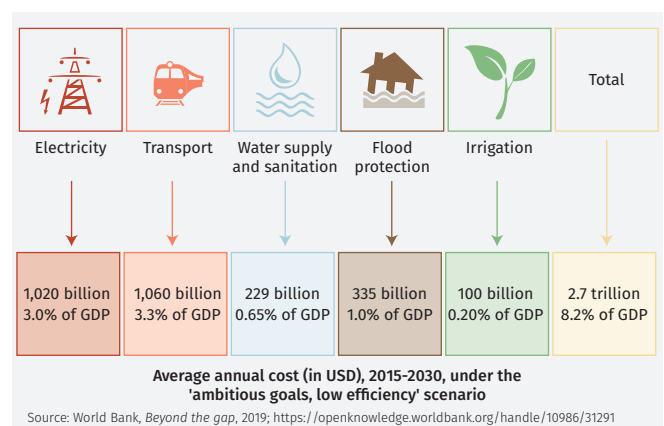 Total
Electricity
Transport
Water supply
and sanitation
Flood
protection
Irrigation
1,020 billion
3.0% of GDP
1,060 billion
3.3% of GDP
229 billion
0.65% of GDP
335 billion
1.0% of GDP
100 billion
0.20% of GDP
2.7 trillion
8.2% of GDP
Average annual cost (in USD), 2015-2030, under the
'ambitious goals, low efficiency' scenario
Source: World Bank, Beyond the gap, 2019; https://openknowledge.worldbank.org/handle/10986/31291